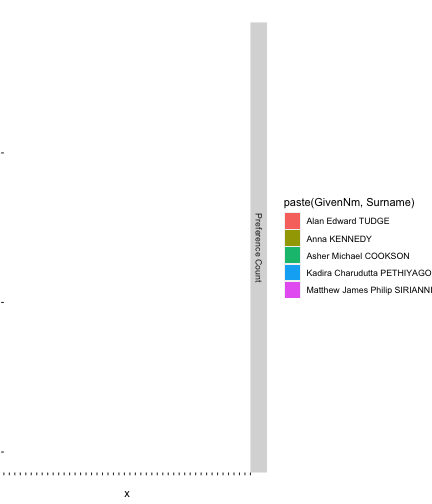 Preference Count
paste(GivenNm, Surname)
Alan Edward TUDGE
Anna KENNEDY
Asher Michael COOKSON
Kadira Charudutta PETHIYAGO
Matthew James Philip SIRIANNI
x